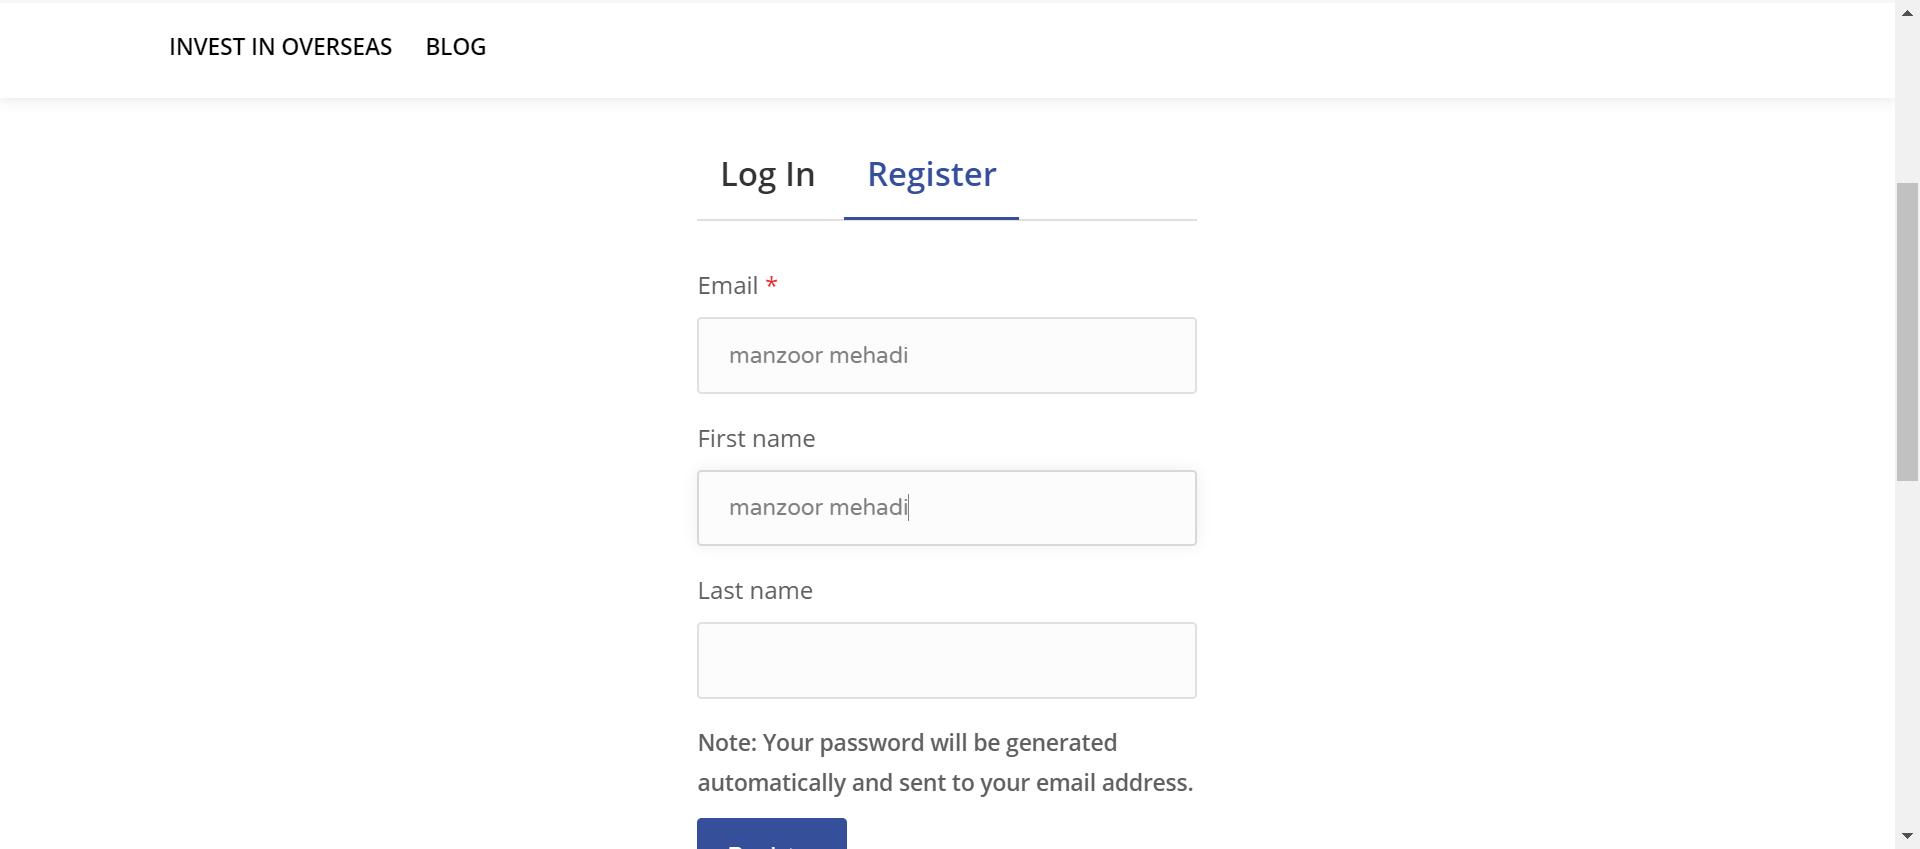 INVEST IN OVERSEAS BLOG
Log In Register
Email *
manzoor mehadi
First name
manzoor mehadi
Last name
Note: Your password will be generated
automatically and sent to your email address.